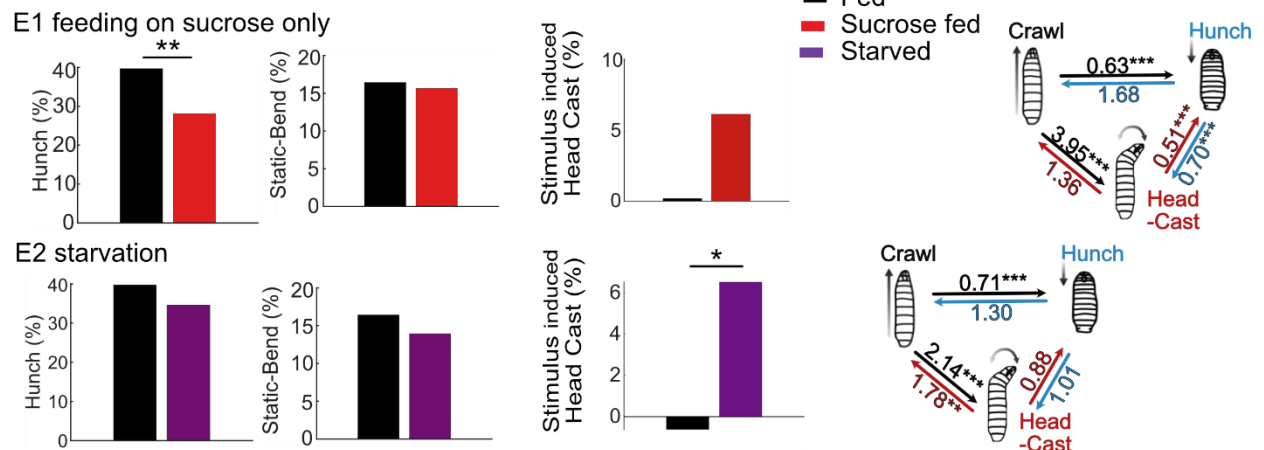 Fed
E1 feeding on sucrose only
Sucrose fed
Starved
**
Hunch (%)
40
30
20
10
0
Static-Bend (%)
20
15
10
5
0
Stimulus induced
Head Cast (%)
10
5
0
Crawl
Hunch
0.63***
1.68
3.95***
1.36
0.51***
0.70***
Head
-Cast
E2 starvation
Hunch (%)
40
30
20
10
0
Static-Bend (%)
20
15
10
5
0
Stimulus induced
Head Cast (%)
*
6
4
2
0
Crawl
Hunch
0.71***
1.30
2.14***
1.78**
0.88
1.01
Head
-Cast